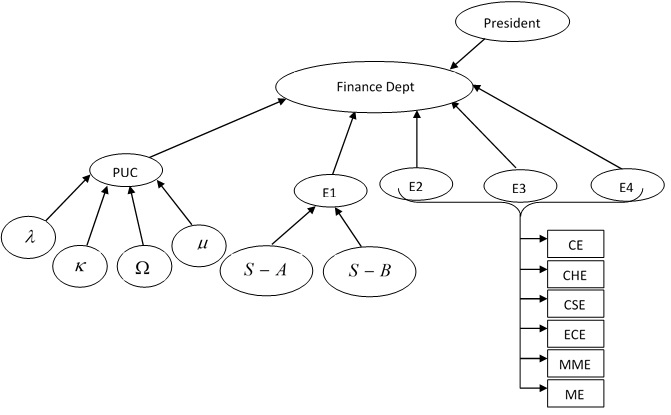 President
Finance Dept
PUC
E1
E2
E3
E4
λ
κ
Ω
μ
S – A
S – B
CE
CHE
CSE
ECE
MME
ME